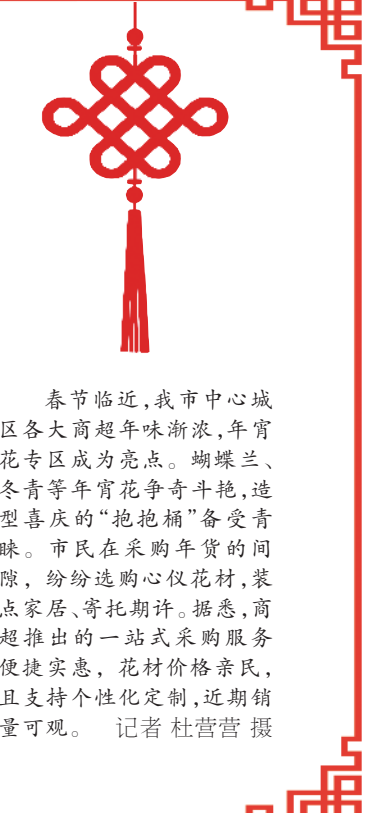 春节临近，我市中心城
区各大商超年味渐浓，年宵
花专区成为亮点。蝴蝶兰、
冬青等年宵花争奇斗艳，造
型喜庆的“抱抱桶”备受青
睐。市民在采购年货的间
隙，纷纷选购心仪花材，装
点家居、寄托期许。据悉，商
超推出的一站式采购服务
便捷实惠，花材价格亲民，
且支持个性化定制，近期销
量可观。 记者 杜营营 摄